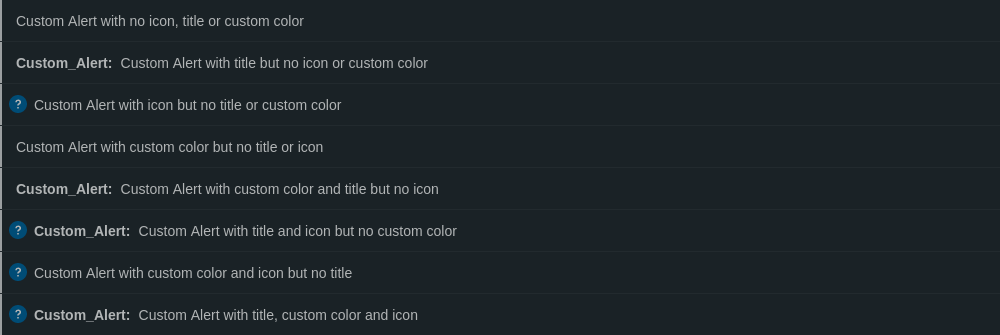 Custom Alert with no icon, title or custom color
Custom_Alert: Custom Alert with title but no icon or custom color
? Custom Alert with icon but no title or custom color
Custom Alert with custom color but no title or icon
Custom_Alert: Custom Alert with custom color and title but no icon
? Custom_Alert: Custom Alert with title and icon but no custom color
? Custom Alert with custom color and icon but no title
? Custom_Alert: Custom Alert with title, custom color and icon